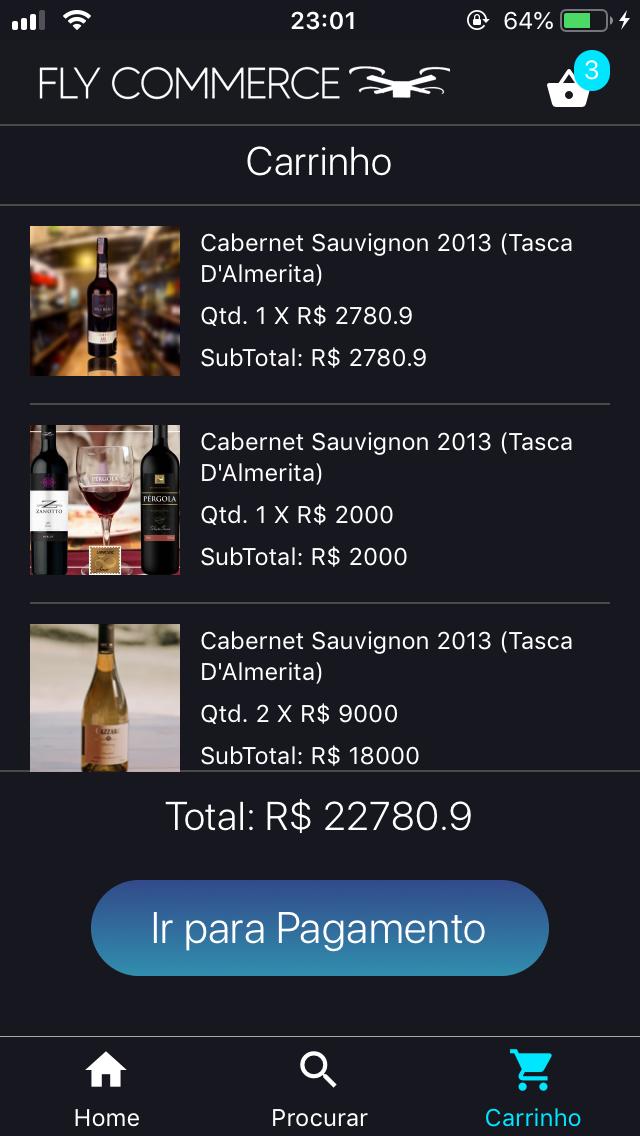 23:01
64%
FLY COMMERCE
3
Carrinho
Cabernet Sauvignon 2013 (Tasca
D'Almerita)
Qtd. 1 X R$ 2780.9
SubTotal: R$ 2780.9
ZANOTTO
PÉRGOLA
PÉRGOLA
Cabernet Sauvignon 2013 (Tasca
D'Almerita)
Qtd. 1 X R$ 2000
SubTotal: R$ 2000
Cabernet Sauvignon 2013 (Tasca
D'Almerita)
Qtd. 2 X R$ 9000
SubTotal: R$ 18000
Total: R$ 22780.9
Ir para Pagamento
Home
Procurar
Carrinho